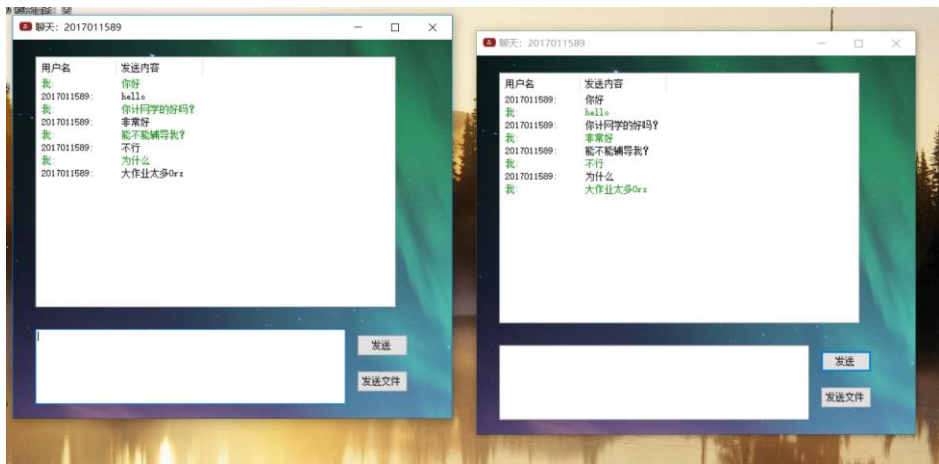 聊天: 2017011589
用户名 发送内容
我: 你好
2017011589: hello
我: 你计网学的好吗?
2017011589: 非常好
我: 能不能辅导我?
2017011589: 不行
我: 为什么
2017011589: 大作业太多Orz
发送
发送文件
聊天: 2017011589
用户名 发送内容
2017011589: 你好
我: hello
2017011589: 你计网学的好吗?
我: 非常好
2017011589: 能不能辅导我?
我: 不行
2017011589: 为什么
我: 大作业太多Orz
发送
发送文件